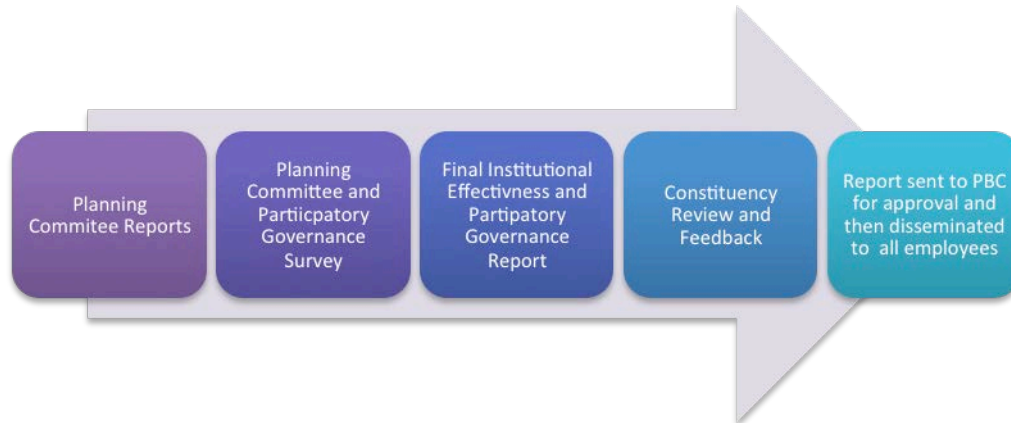 Planning
Commitee Reports
Planning
Committee and
Partiicpatory
Governance
Survey
Final Institutional
Effectivness and
Partipatory
Governance
Report
Constituency
Review and
Feedback
Report sent to PBC
for approval and
then disseminated
to all employees